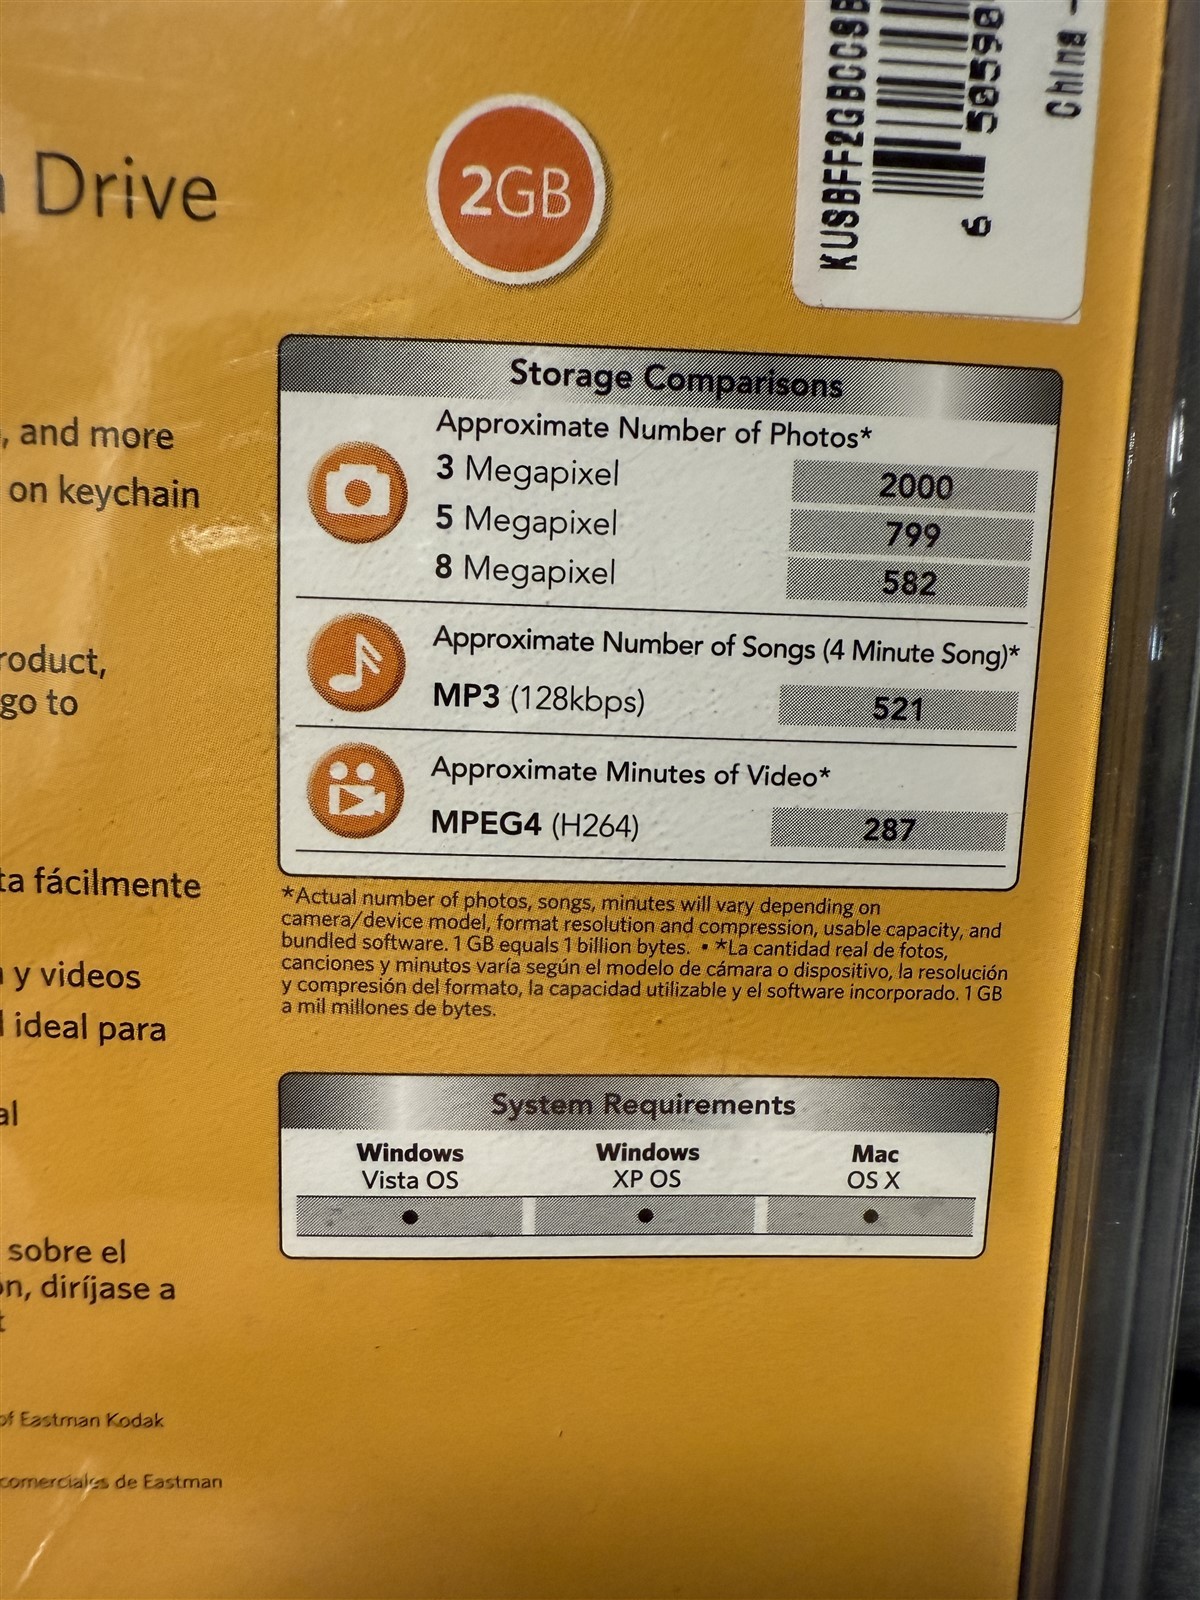 Drive
2GB
KUSBFF2GBCCSB
6 50590
China -
, and more
on keychain
roduct,
go to
ta fácilmente
y videos
ideal para
al
sobre el
ón, diríjase a
of Eastman Kodak
comerciales de Eastman
Storage Comparisons
Approximate Number of Photos*
3 Megapixel 2000
5 Megapixel 799
8 Megapixel 582
Approximate Number of Songs (4 Minute Song)*
MP3 (128kbps) 521
Approximate Minutes of Video*
MPEG4 (H264) 287
*Actual number of photos, songs, minutes will vary depending on
camera/device model, format resolution and compression, usable capacity, and
bundled software. 1 GB equals 1 billion bytes. • *La cantidad real de fotos,
canciones y minutos varía según el modelo de cámara o dispositivo, la resolución
y compresión del formato, la capacidad utilizable y el software incorporado. 1 GB
a mil millones de bytes.
System Requirements
Windows Windows Mac
Vista OS XP OS OS X